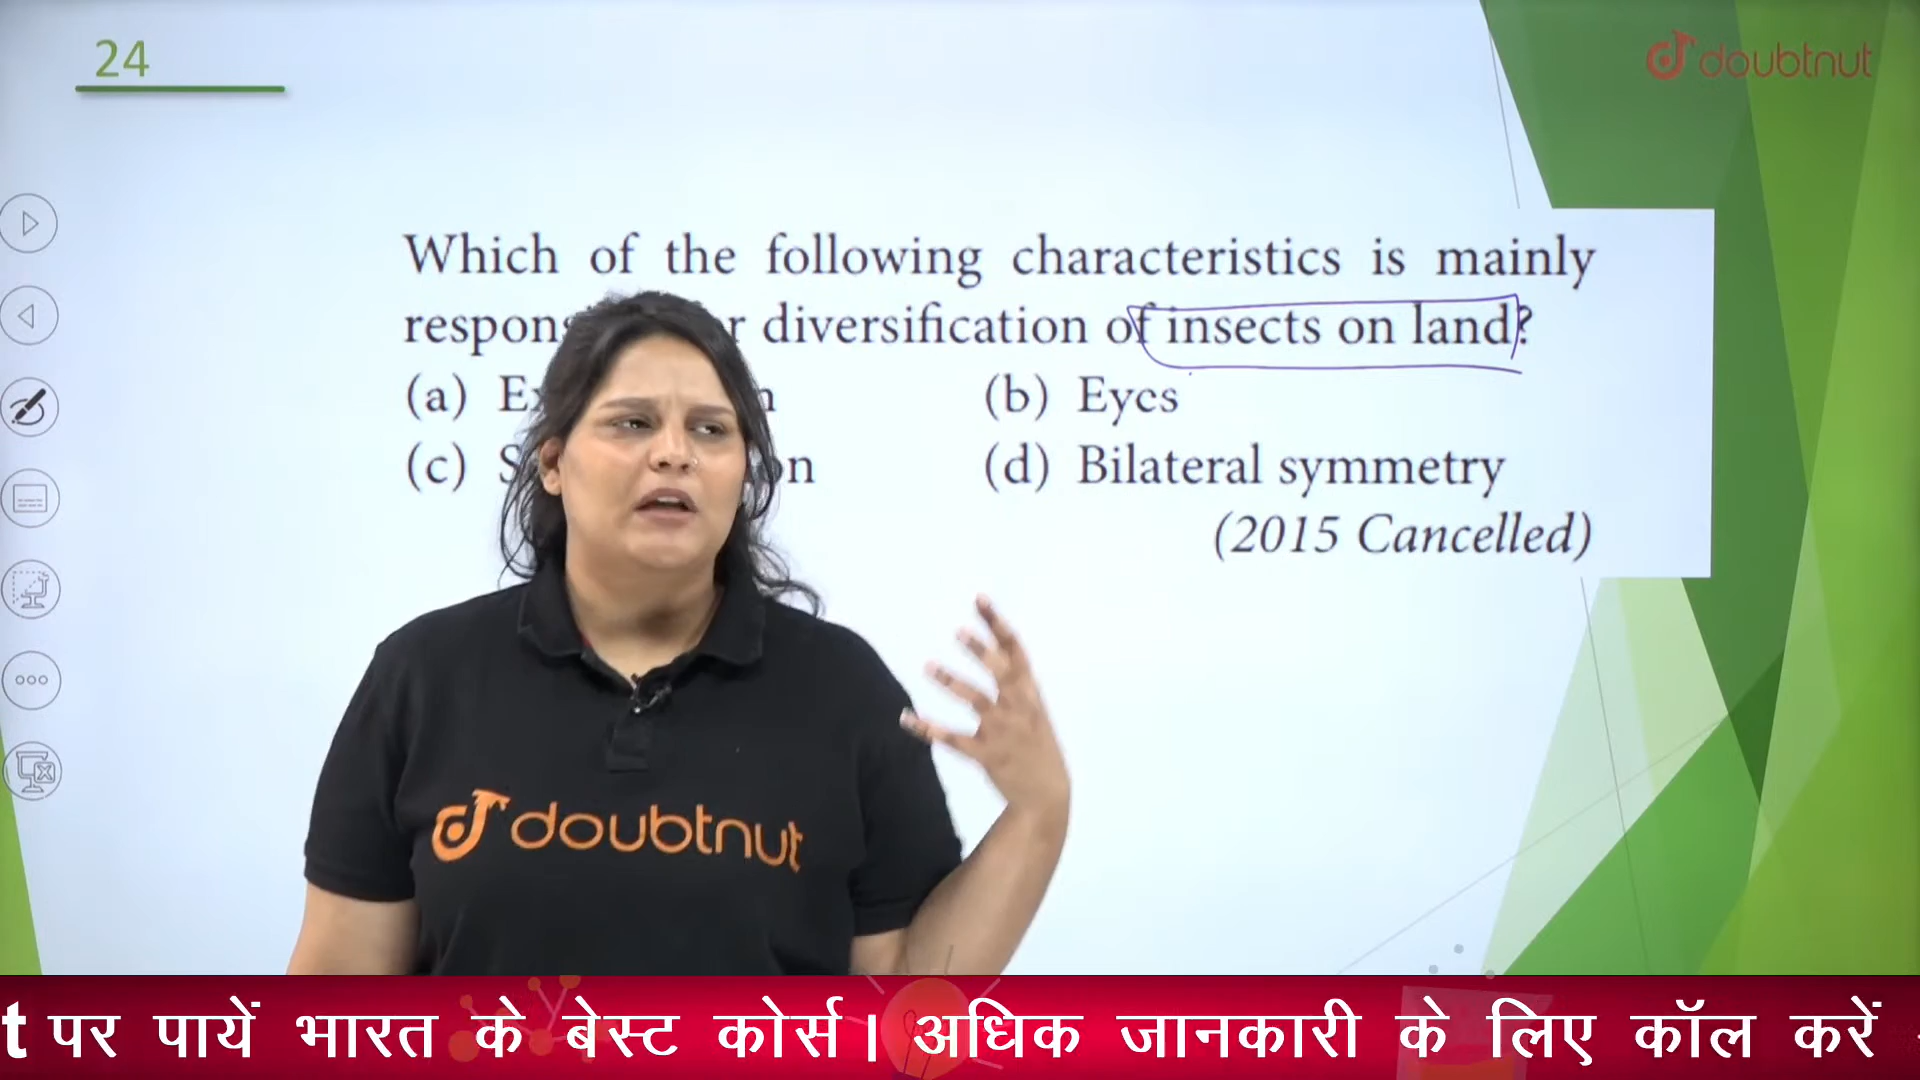 24
doubtnut
Which of the following characteristics is mainly
diversification of insects on land?
(a) (b) Eyes
(c) (d) Bilateral symmetry
(2015 Cancelled)
doubtnut
t पर पायें भारत के बेस्ट कोर्स। अधिक जानकारी के लिए कॉल करें